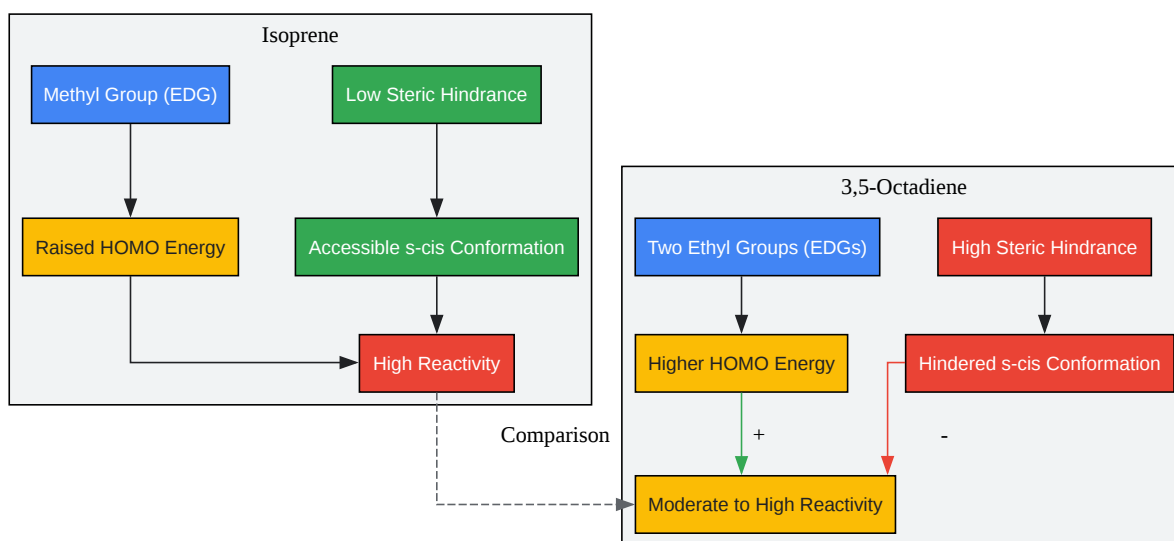 Isoprene
Methyl Group (EDG)
Low Steric Hindrance
Raised HOMO Energy
Accessible s-cis Conformation
High Reactivity
Comparison
3,5-Octadiene
Two Ethyl Groups (EDGs)
High Steric Hindrance
Higher HOMO Energy
Hindered s-cis Conformation
+
-
Moderate to High Reactivity